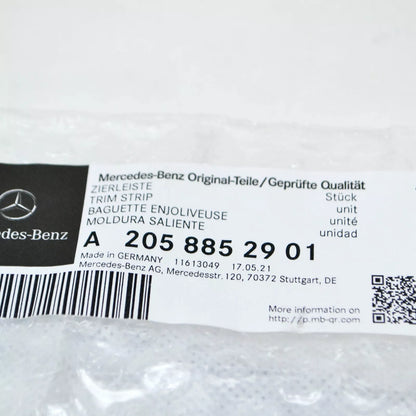 Mercedes-Benz Original-Teile/Geprüfte Qualität
ZIERLEISTE Stück
TRIM STRIP unit
BAGUETTE ENJOLIVEUSE unité
MOLDURA SALIENTE unidad
edes-Benz
A 205 885 29 01
Made in GERMANY 11613049 17.05.21
Mercedes-Benz AG, Mercedesstr. 120, 70372 Stuttgart, DE
More information on
http://p.mb-qr.com/